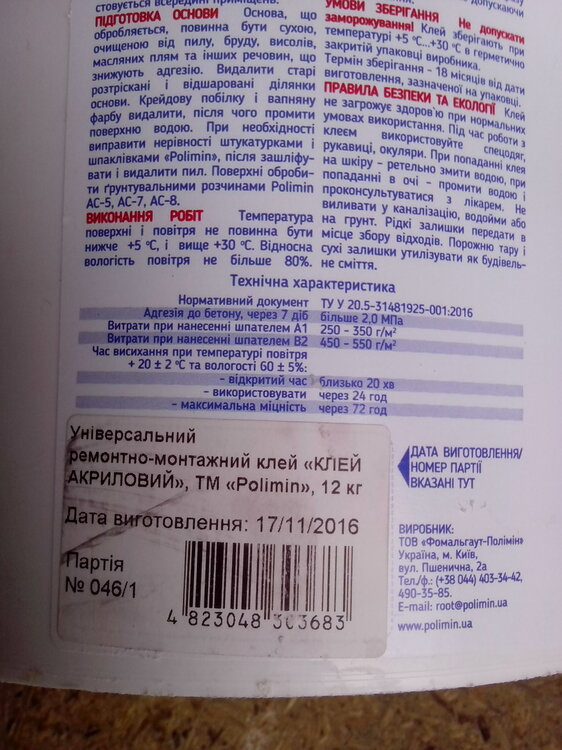 стовується всередині приміщень.
ПІДГОТОВКА ОСНОВИ Основа, що
обробляється, повинна бути сухою,
очищеною від пилу, бруду, висолів,
масляних плям та інших речовин, що
знижують адгезію. Видалити старі
розтріскані і відшаровані ділянки
основи. Крейдову побілку і вапняну
фарбу видалити, після чого промити
поверхню водою. При необхідності
виправити нерівності штукатурками і
шпаклівками «Polimin», після зашліфу-
вати і видалити пил. Поверхні оброби-
ти ґрунтувальними розчинами Polimin
АС-5, АС-7, АС-8.
ВИКОНАННЯ РОБІТ Температура
поверхні і повітря не повинна бути
нижче +5 °С, і вище +30 °С. Відносна
вологість повітря не більше 80%.
допускаючи
УМОВИ ЗБЕРІГАННЯ Не допускати
заморожування! Клей зберігають при
температурі +5 °С...+30 °С в герметично
закритій упаковці виробника.
Термін зберігання - 18 місяців від дати
виготовлення, зазначеної на упаковці.
ПРАВИЛА БЕЗПЕКИ ТА ЕКОЛОГІЇ Клей
не загрожує здоров'ю при нормальних
умовах використання. Під час роботи з
клеєм використовуйте спецодяг,
рукавиці, окуляри. При попаданні клея
на шкіру - ретельно змити водою, при
попаданні в очі - промити водою і
проконсультуватися з лікарем. Не
виливати у каналізацію, водойми або
на грунт. Рідкі залишки передати в
місце збору відходів. Порожню тару і
сухі залишки утилізувати як будівель-
не сміття.
Технічна характеристика
Нормативний документ ТУ У 20.5-31481925-001:2016
Адгезія до бетону, через 7 діб більше 2,0 МПа
Витрати при нанесенні шпателем А1 250 - 350 г/м²
Витрати при нанесенні шпателем В2 450 - 550 г/м²
Час висихання при температурі повітря
+ 20 ± 2 °С та вологості 60 ± 5%:
- відкритий час близько 20 хв
- використовувати через 24 год
- максимальна міцність через 72 год
Універсальний
ремонтно-монтажний клей «КЛЕЙ
АКРИЛОВИЙ», ТМ «Polimin», 12 кг
Дата виготовлення: 17/11/2016
Партія
№ 046/1
4 823048 303683
ДАТА ВИГОТОВЛЕННЯ/
НОМЕР ПАРТІЇ
ВКАЗАНІ ТУТ
ВИРОБНИК:
ТОВ «Фомальгаут-Полімін»
Україна, м. Київ,
вул. Пшенична, 2а
Тел./ф.: (+38 044) 403-34-42,
490-35-85.
E-mail: root@polimin.ua
www.polimin.ua